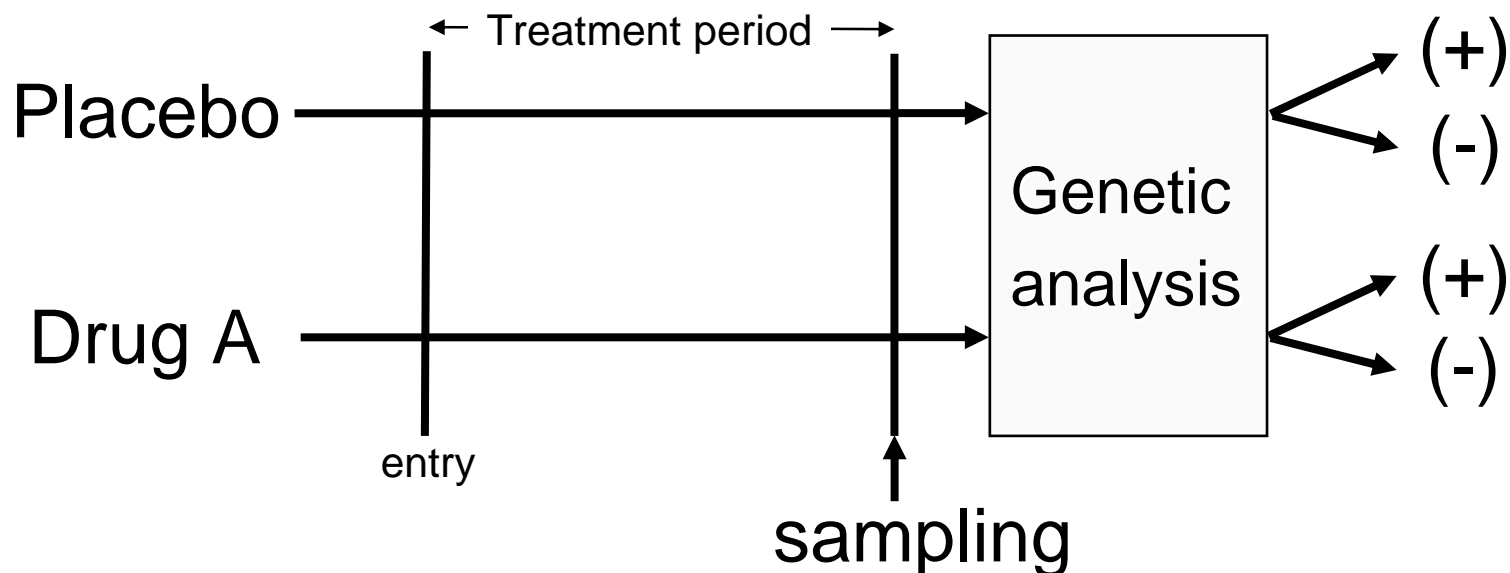 Treatment period
Placebo
Drug A
entry
sampling
Genetic
analysis
(+)
(-)
(+)
(-)